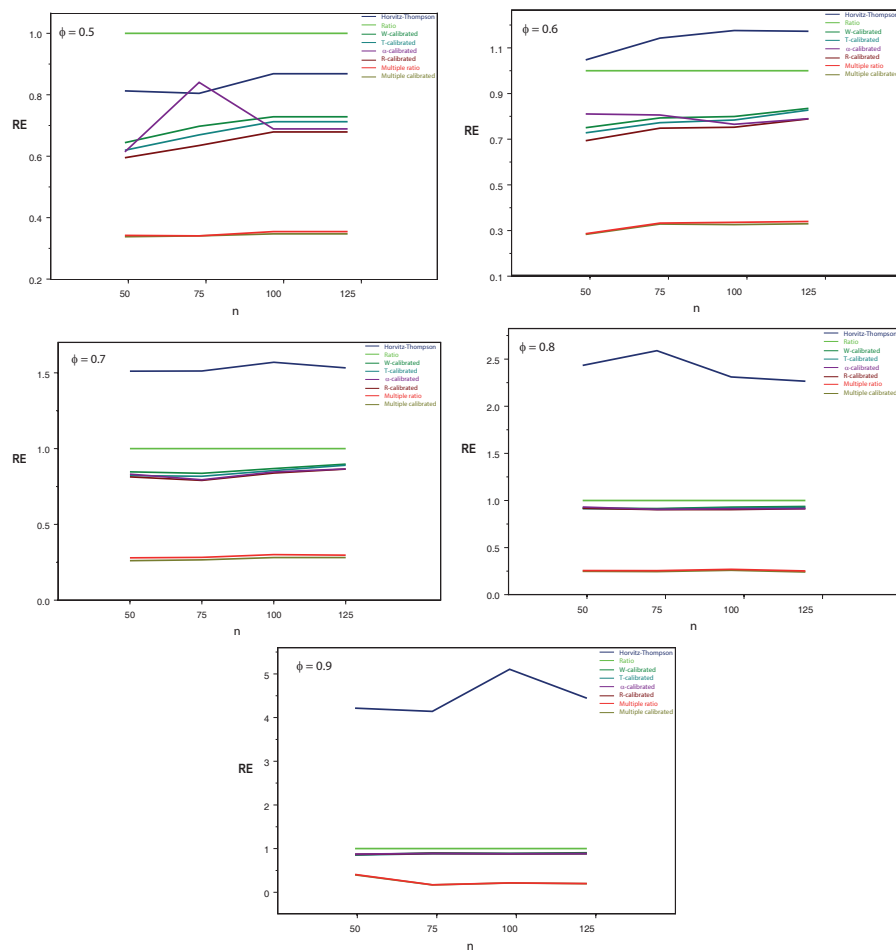 ϕ = 0.5
Horvitz-Thompson
Ratio
W-calibrated
T-calibrated
α-calibrated
R-calibrated
Multiple ratio
Multiple calibrated
RE
1.0
0.8
0.6
0.4
0.2
50 75 100 125
n
ϕ = 0.6
Horvitz-Thompson
Ratio
W-calibrated
T-calibrated
α-calibrated
R-calibrated
Multiple ratio
Multiple calibrated
RE
1.1
0.9
0.7
0.5
0.3
0.1
50 75 100 125
n
ϕ = 0.7
Horvitz-Thompson
Ratio
W-calibrated
T-calibrated
α-calibrated
R-calibrated
Multiple ratio
Multiple calibrated
RE
1.5
1.0
0.5
0.0
50 75 100 125
n
ϕ = 0.8
Horvitz-Thompson
Ratio
W-calibrated
T-calibrated
α-calibrated
R-calibrated
Multiple ratio
Multiple calibrated
RE
2.5
2.0
1.5
1.0
0.5
0.0
50 75 100 125
n
ϕ = 0.9
Horvitz-Thompson
Ratio
W-calibrated
T-calibrated
α-calibrated
R-calibrated
Multiple ratio
Multiple calibrated
RE
5
4
3
2
1
0
50 75 100 125
n